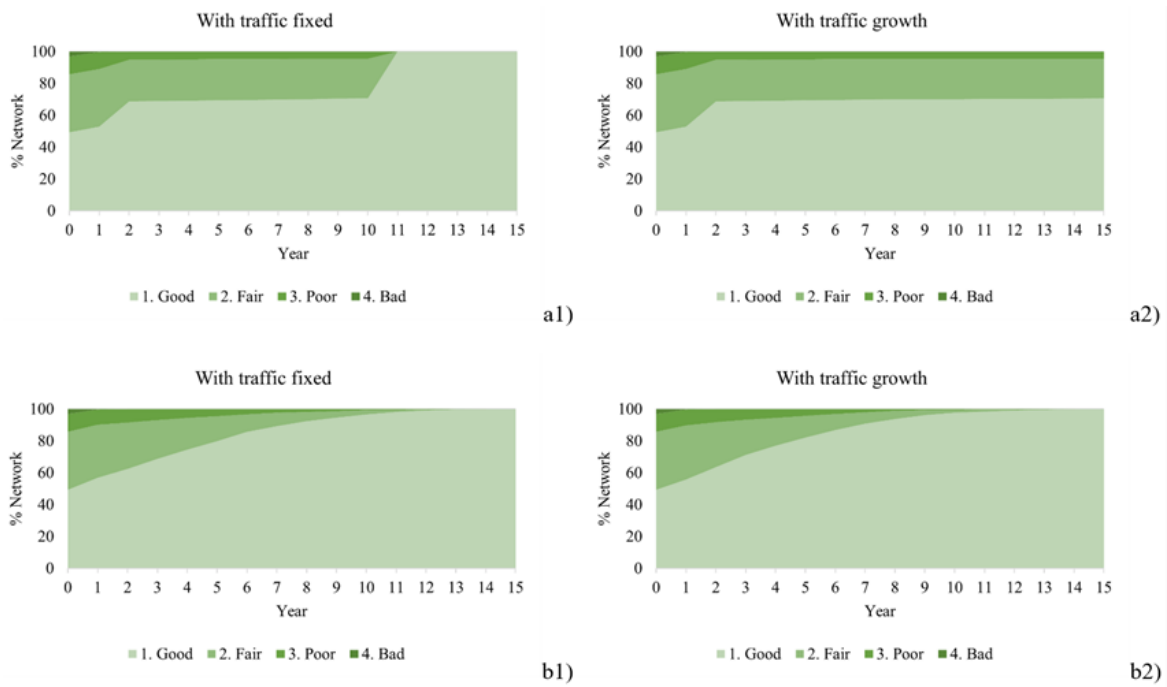 With traffic fixed
% Network
100
80
60
40
20
0
0 1 2 3 4 5 6 7 8 9 10 11 12 13 14 15
Year
1. Good 2. Fair 3. Poor 4. Bad
a1)
With traffic growth
% Network
100
80
60
40
20
0
0 1 2 3 4 5 6 7 8 9 10 11 12 13 14 15
Year
1. Good 2. Fair 3. Poor 4. Bad
a2)
With traffic fixed
% Network
100
80
60
40
20
0
0 1 2 3 4 5 6 7 8 9 10 11 12 13 14 15
Year
1. Good 2. Fair 3. Poor 4. Bad
b1)
With traffic growth
% Network
100
80
60
40
20
0
0 1 2 3 4 5 6 7 8 9 10 11 12 13 14 15
Year
1. Good 2. Fair 3. Poor 4. Bad
b2)